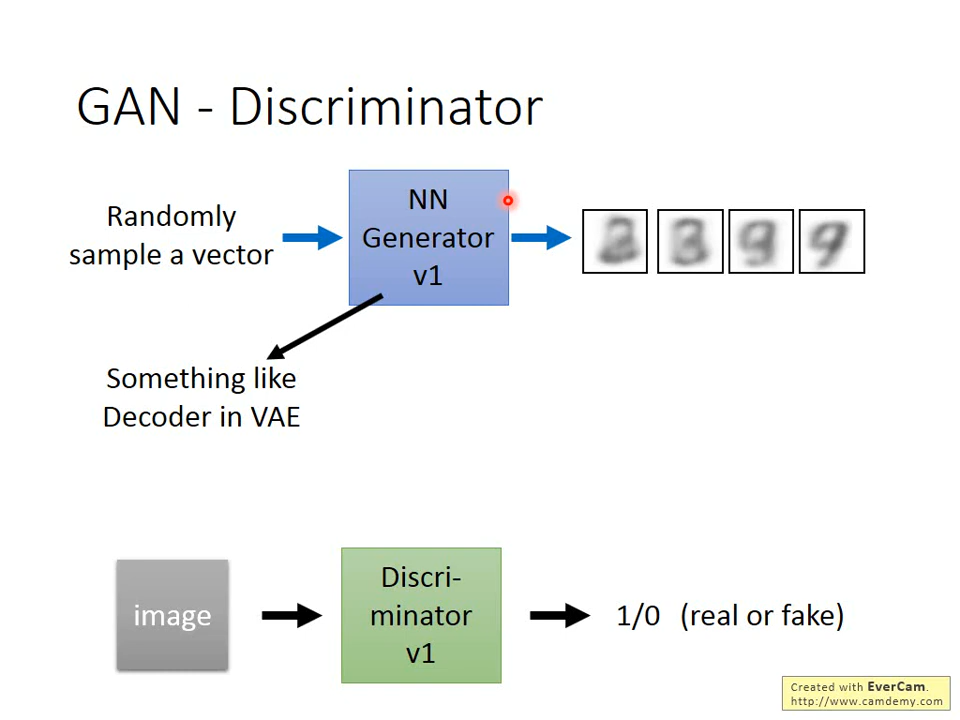 GAN - Discriminator
Randomly
sample a vector
NN
Generator
v1
Something like
Decoder in VAE
image
Discri-
minator
v1
1/0 (real or fake)
Created with EverCam.
http://www.camdemy.com